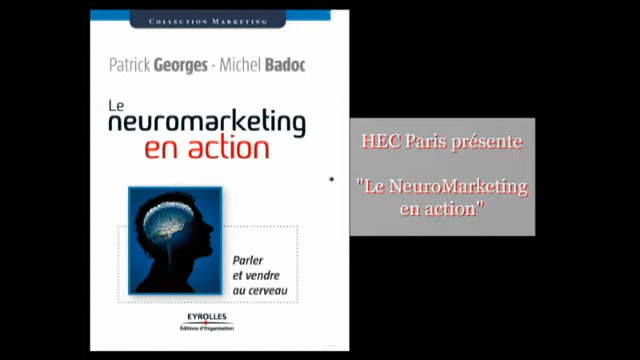 COLLECTION MARKETING
Patrick Georges - Michel Badoc
Le
neuromarketing
en action
Parler
et vendre
au cerveau
EYROLLES
Éditions d'Organisation
HEC Paris présente
"Le NeuroMarketing
en action"